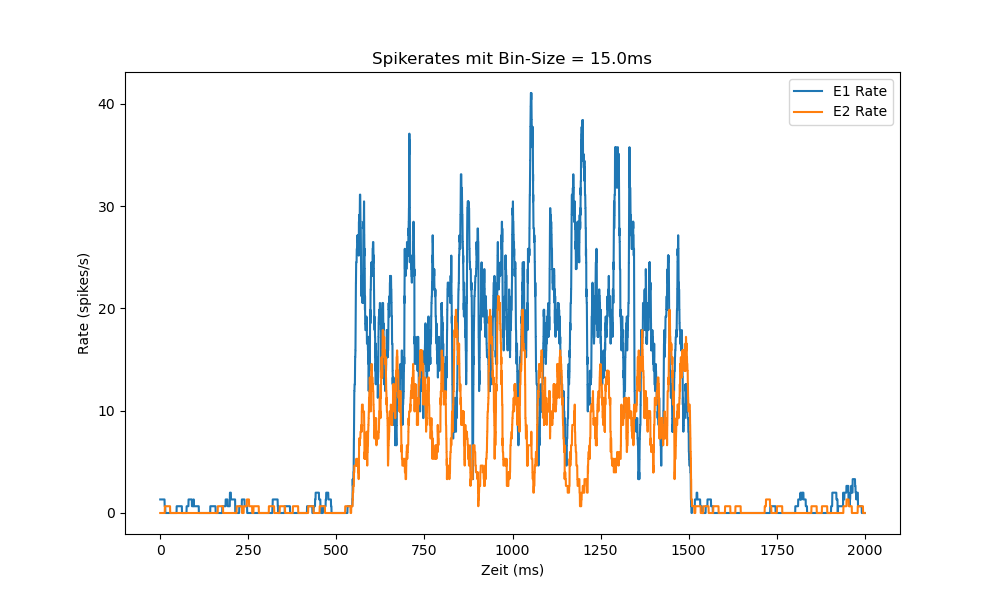 Spikerates mit Bin-Size = 15.0ms
E1 Rate
E2 Rate
40
30
20
10
0
Rate (spikes/s)
0 250 500 750 1000 1250 1500 1750 2000
Zeit (ms)